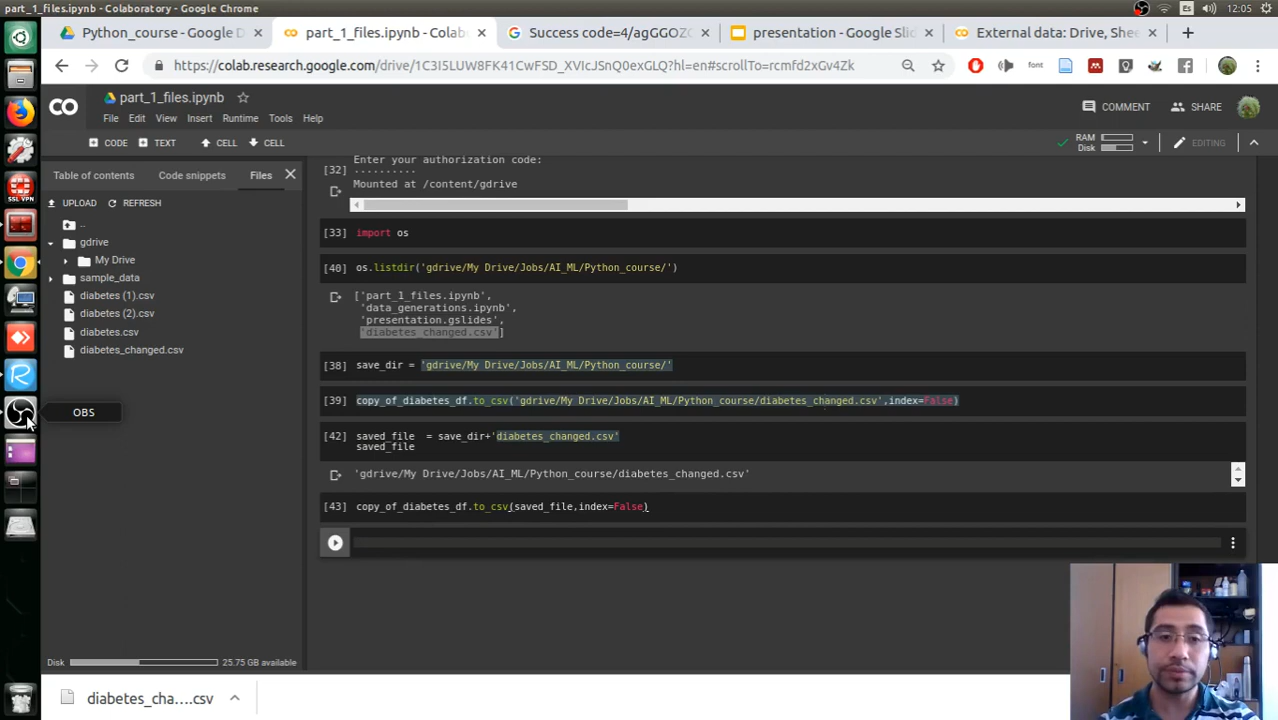 part_1_files.ipynb - Colaboratory - Google Chrome
Es
12:05
Python_course - Google D
part_1_files.ipynb - Colab
Success code=4/agGGOZC
presentation - Google Slid
External data: Drive, Shee
https://colab.research.google.com/drive/1C3I5LUW8FK41CwFSD_XVIcJSnQ0exGLQ?hl=en#scrollTo=rcmfd2xGv4Zk
font
CO
part_1_files.ipynb
COMMENT
SHARE
File Edit View Insert Runtime Tools Help
CODE TEXT CELL CELL
RAM
Disk
EDITING
Table of contents Code snippets Files
UPLOAD REFRESH
..
gdrive
My Drive
sample_data
diabetes (1).csv
diabetes (2).csv
diabetes.csv
diabetes_changed.csv
OBS
SSL VPN
Disk 25.75 GB available
Enter your authorization code:
..........
[32] Mounted at /content/gdrive
[33] import os
[40] os.listdir('gdrive/My Drive/Jobs/AI_ML/Python_course/')
['part_1_files.ipynb',
'data_generations.ipynb',
'presentation.gslides',
'diabetes_changed.csv']
[38] save_dir = 'gdrive/My Drive/Jobs/AI_ML/Python_course/'
[39] copy_of_diabetes_df.to_csv('gdrive/My Drive/Jobs/AI_ML/Python_course/diabetes_changed.csv',index=False)
[42] saved_file = save_dir+'diabetes_changed.csv'
saved_file
'gdrive/My Drive/Jobs/AI_ML/Python_course/diabetes_changed.csv'
[43] copy_of_diabetes_df.to_csv(saved_file,index=False)
diabetes_cha....csv